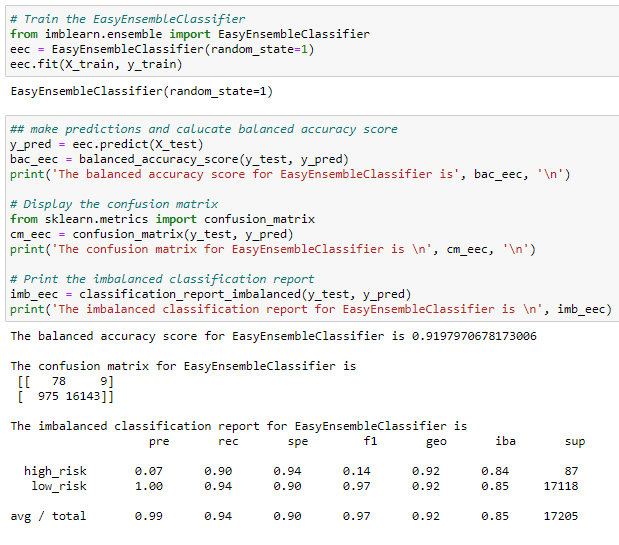 # Train the EasyEnsembleClassifier
from imblearn.ensemble import EasyEnsembleClassifier
eec = EasyEnsembleClassifier(random_state=1)
eec.fit(X_train, y_train)
EasyEnsembleClassifier(random_state=1)
## make predictions and calucate balanced accuracy score
y_pred = eec.predict(X_test)
bac_eec = balanced_accuracy_score(y_test, y_pred)
print('The balanced accuracy score for EasyEnsembleClassifier is', bac_eec, '\n')
# Display the confusion matrix
from sklearn.metrics import confusion_matrix
cm_eec = confusion_matrix(y_test, y_pred)
print('The confusion matrix for EasyEnsembleClassifier is \n', cm_eec, '\n')
# Print the imbalanced classification report
imb_eec = classification_report_imbalanced(y_test, y_pred)
print('The imbalanced classification report for EasyEnsembleClassifier is \n', imb_eec)
The balanced accuracy score for EasyEnsembleClassifier is 0.9197970678173006
The confusion matrix for EasyEnsembleClassifier is
[[   78     9]
[  975 16143]]
The imbalanced classification report for EasyEnsembleClassifier is
pre rec spe f1 geo iba sup
high_risk 0.07 0.90 0.94 0.14 0.92 0.84 87
low_risk 1.00 0.94 0.90 0.97 0.92 0.85 17118
avg / total 0.99 0.94 0.90 0.97 0.92 0.85 17205